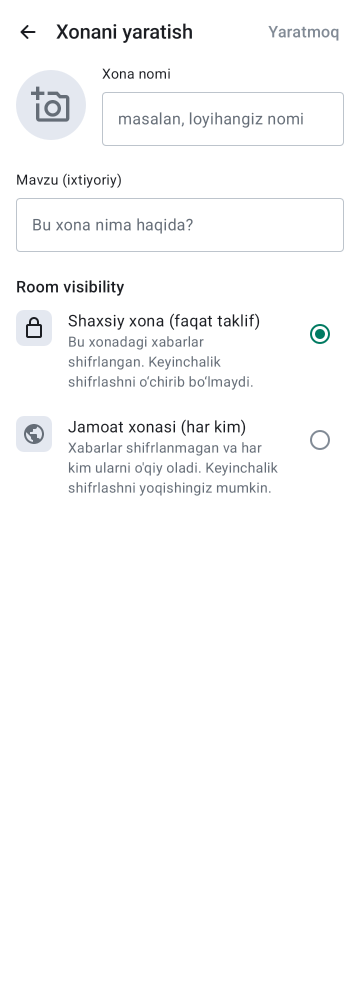 Xonani yaratish
Yaratmoq
Xona nomi
masalan, loyihangiz nomi
Mavzu (ixtiyoriy)
Bu xona nima haqida?
Room visibility
Shaxsiy xona (faqat taklif)
Bu xonadagi xabarlar
shifrlangan. Keyinchalik
shifrlashni o‘chirib bo‘lmaydi.
Jamoat xonasi (har kim)
Xabarlar shifrlanmagan va har
kim ularni o'qiy oladi. Keyinchalik
shifrlashni yoqishingiz mumkin.